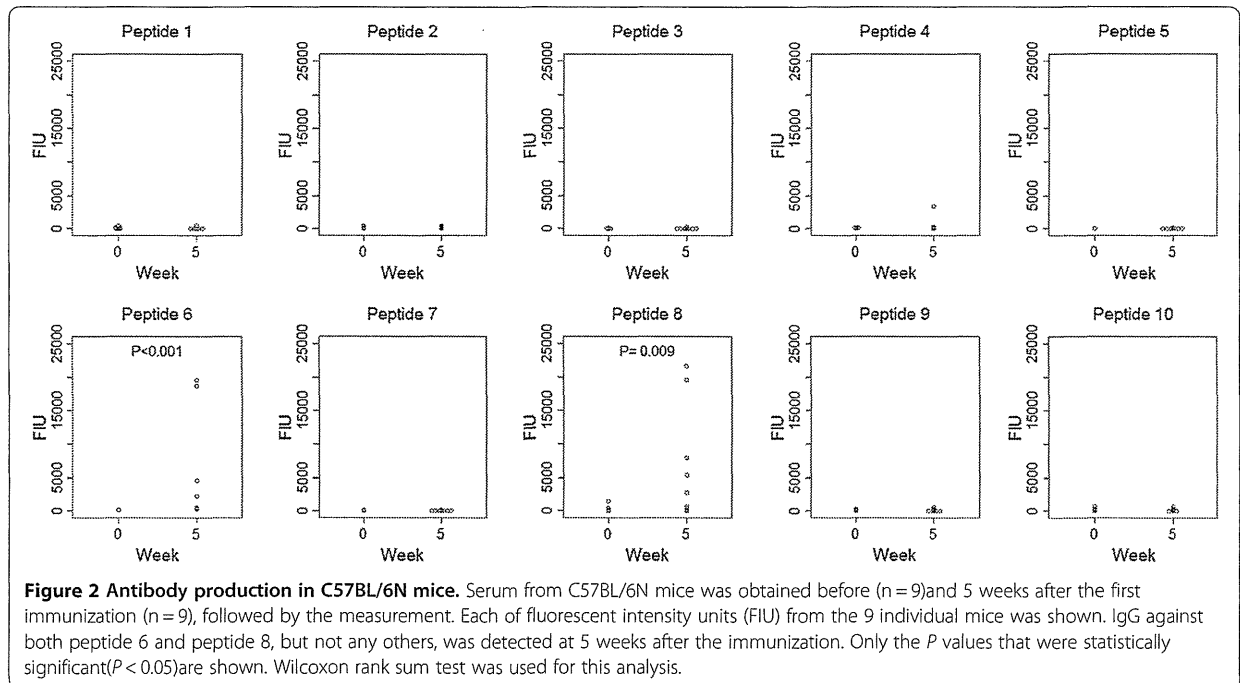 Peptide 1
Peptide 2
Peptide 3
Peptide 4
Peptide 5
FIU
0 5000 15000 25000
0 5
Week
FIU
0 5000 15000 25000
0 5
Week
FIU
0 5000 15000 25000
0 5
Week
FIU
0 5000 15000 25000
0 5
Week
FIU
0 5000 15000 25000
0 5
Week
Peptide 6
Peptide 7
Peptide 8
Peptide 9
Peptide 10
P<0.001
FIU
0 5000 15000 25000
0 5
Week
FIU
0 5000 15000 25000
0 5
Week
P= 0.009
FIU
0 5000 15000 25000
0 5
Week
FIU
0 5000 15000 25000
0 5
Week
FIU
0 5000 15000 25000
0 5
Week
Figure 2 Antibody production in C57BL/6N mice. Serum from C57BL/6N mice was obtained before (n = 9)and 5 weeks after the first
immunization (n = 9), followed by the measurement. Each of fluorescent intensity units (FIU) from the 9 individual mice was shown. IgG against
both peptide 6 and peptide 8, but not any others, was detected at 5 weeks after the immunization. Only the P values that were statistically
significant(P < 0.05)are shown. Wilcoxon rank sum test was used for this analysis.